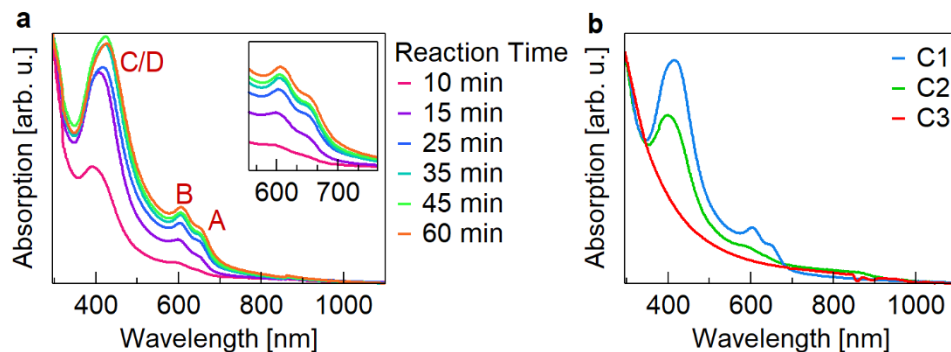 a
Absorption [arb. u.]
C/D
B
A
600 700
400 600 800 1000
Wavelength [nm]
Reaction Time
10 min
15 min
25 min
35 min
45 min
60 min
b
Absorption [arb. u.]
C1
C2
C3
400 600 800 1000
Wavelength [nm]